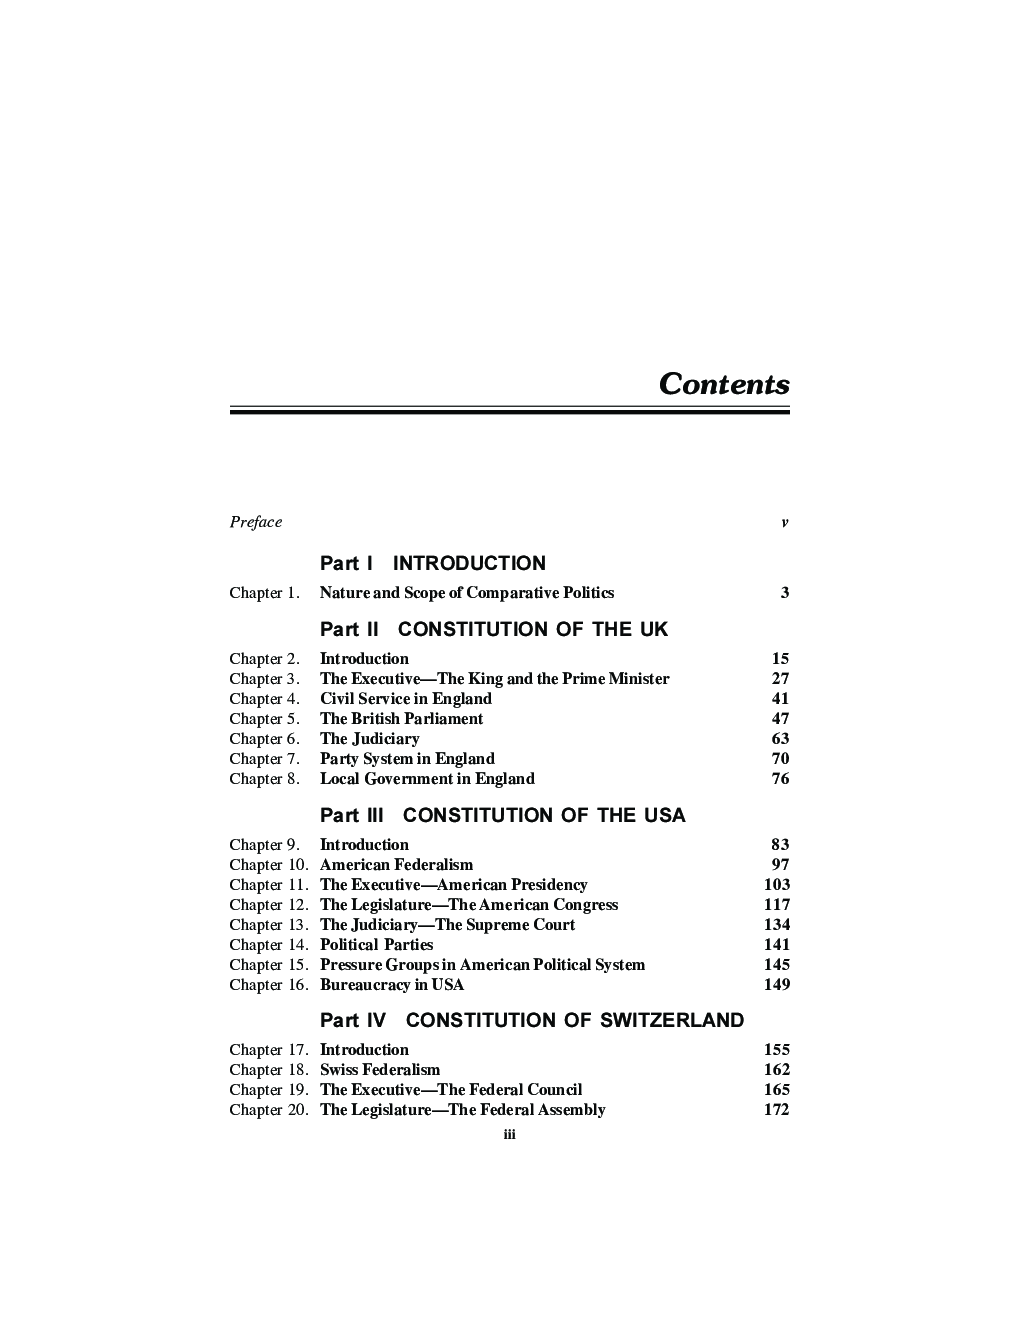 Contents
Preface v
Part I INTRODUCTION
Chapter 1. Nature and Scope of Comparative Politics 3
Part II CONSTITUTION OF THE UK
Chapter 2. Introduction 15
Chapter 3. The Executive—The King and the Prime Minister 27
Chapter 4. Civil Service in England 41
Chapter 5. The British Parliament 47
Chapter 6. The Judiciary 63
Chapter 7. Party System in England 70
Chapter 8. Local Government in England 76
Part III CONSTITUTION OF THE USA
Chapter 9. Introduction 83
Chapter 10. American Federalism 97
Chapter 11. The Executive—American Presidency 103
Chapter 12. The Legislature—The American Congress 117
Chapter 13. The Judiciary—The Supreme Court 134
Chapter 14. Political Parties 141
Chapter 15. Pressure Groups in American Political System 145
Chapter 16. Bureaucracy in USA 149
Part IV CONSTITUTION OF SWITZERLAND
Chapter 17. Introduction 155
Chapter 18. Swiss Federalism 162
Chapter 19. The Executive—The Federal Council 165
Chapter 20. The Legislature—The Federal Assembly 172
iii